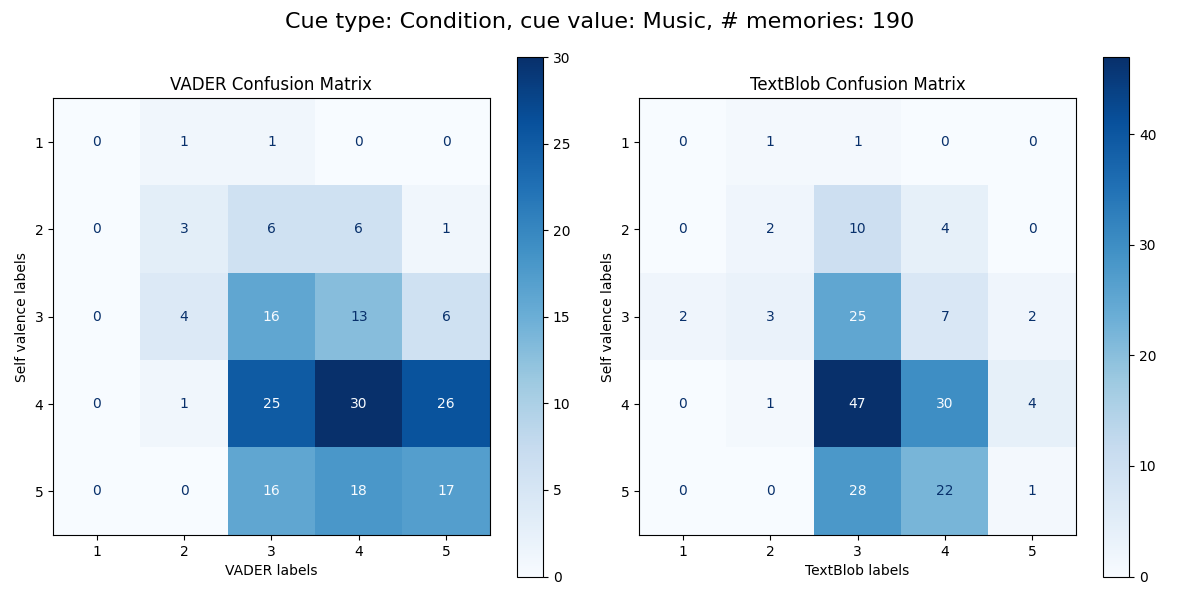 Cue type: Condition, cue value: Music, # memories: 190
VADER Confusion Matrix
Self valence labels
1 0 1 1 0 0
2 0 3 6 6 1
3 0 4 16 13 6
4 0 1 25 30 26
5 0 0 16 18 17
1 2 3 4 5
VADER labels
30
25
20
15
10
5
0
TextBlob Confusion Matrix
Self valence labels
1 0 1 1 0 0
2 0 2 10 4 0
3 2 3 25 7 2
4 0 1 47 30 4
5 0 0 28 22 1
1 2 3 4 5
TextBlob labels
40
30
20
10
0